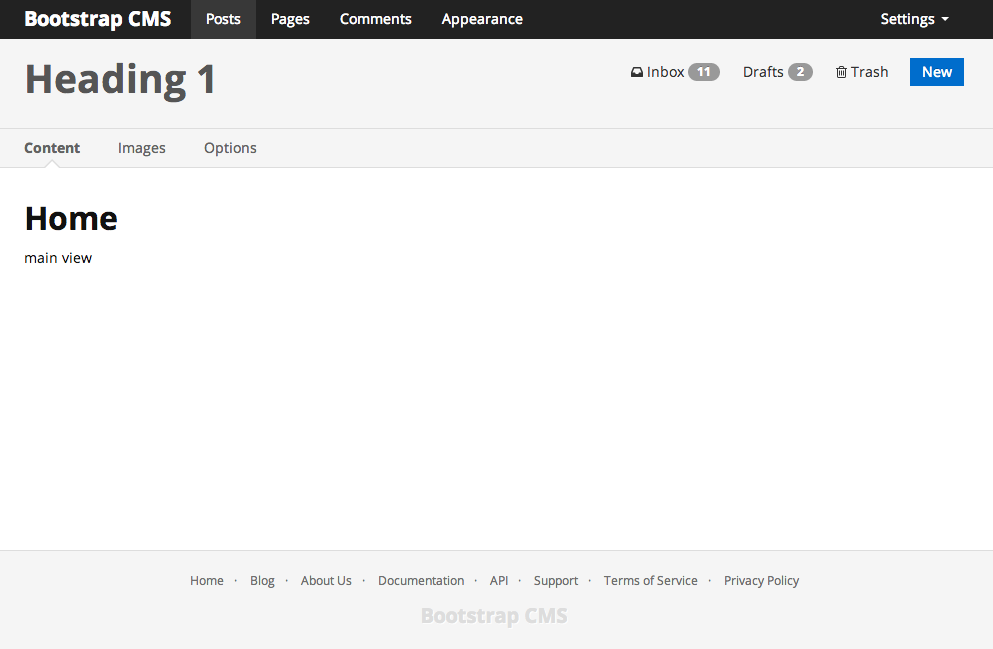 Bootstrap CMS Posts Pages Comments Appearance Settings
Heading 1 Inbox 11 Drafts 2 Trash New
Content Images Options
Home
main view
Home · Blog · About Us · Documentation · API · Support · Terms of Service · Privacy Policy
Bootstrap CMS